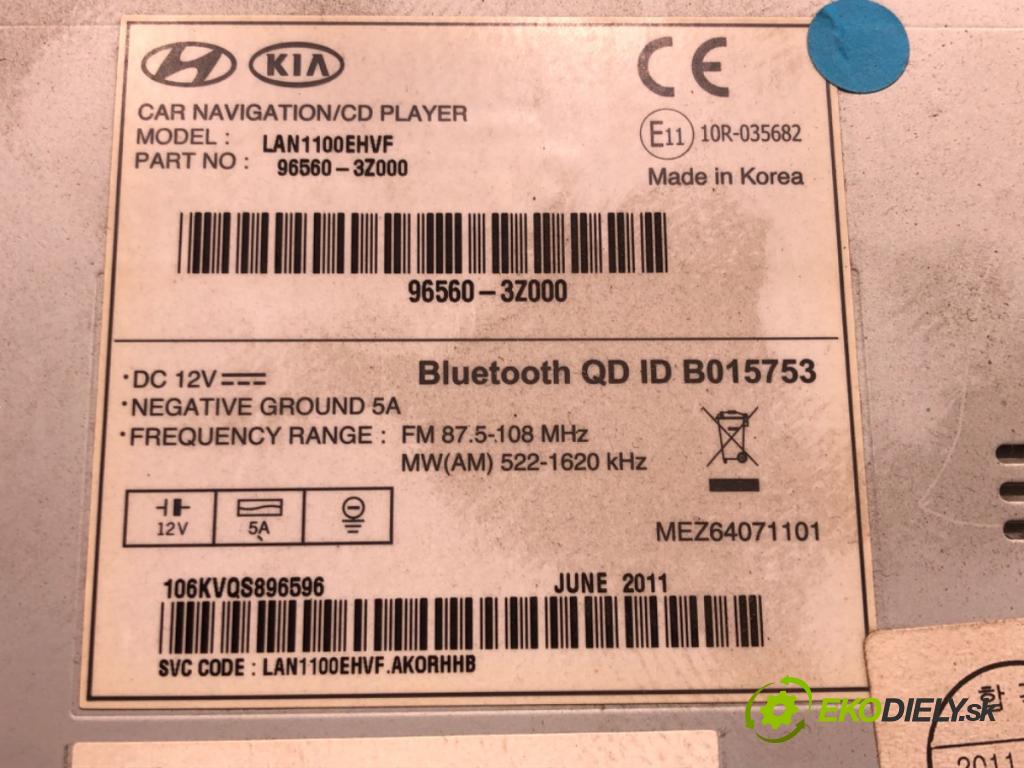 KIA
CE
CAR NAVIGATION/CD PLAYER
MODEL : LAN1100EHVF
PART NO : 96560-3Z000
E11 10R-035682
Made in Korea
96560-3Z000
·DC 12V
·NEGATIVE GROUND 5A
·FREQUENCY RANGE : FM 87.5-108 MHz
MW(AM) 522-1620 kHz
Bluetooth QD ID B015753
12V
5A
MEZ64071101
106KVQS896596
JUNE 2011
SVC CODE : LAN1100EHVF.AKORHHB
합
2011
EKODIELY.sk